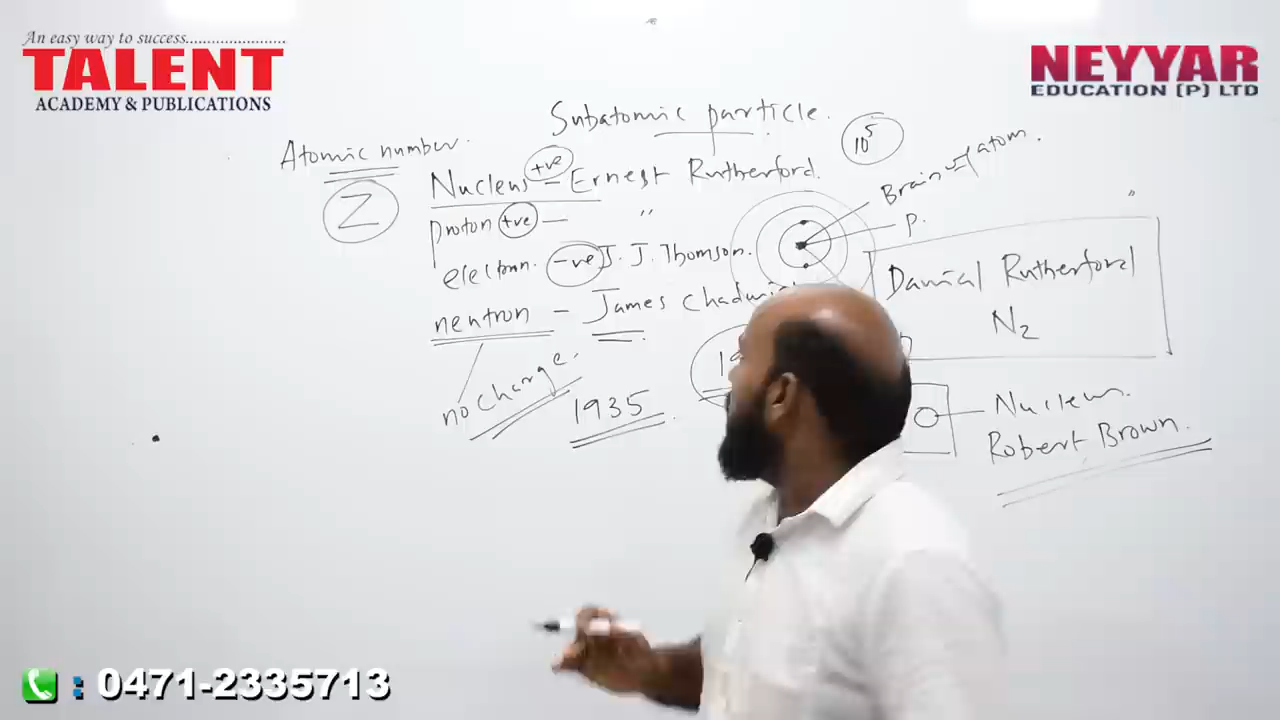 An easy way to success.......................
TALENT
ACADEMY & PUBLICATIONS
NEYYAR
EDUCATION (P) LTD
Subatomic particle.
Atomic number.
Z
10⁵
Nucleus +ve - Ernest Rutherford.
Brain of atom.
proton +ve - "
P.
electron. -ve J. J. Thomson.
neutron - James Chadwick
no charge.
1935
Danial Rutherford
N₂
Nucleus.
Robert Brown.
: 0471-2335713